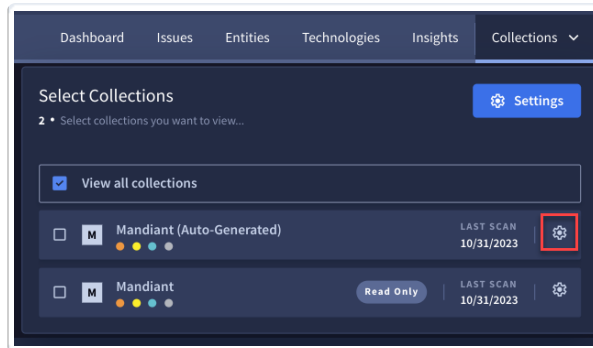 Dashboard Issues Entities Technologies Insights Collections
Select Collections
Settings
2 • Select collections you want to view...
View all collections
M Mandiant (Auto-Generated)
LAST SCAN
10/31/2023
M Mandiant
Read Only
LAST SCAN
10/31/2023